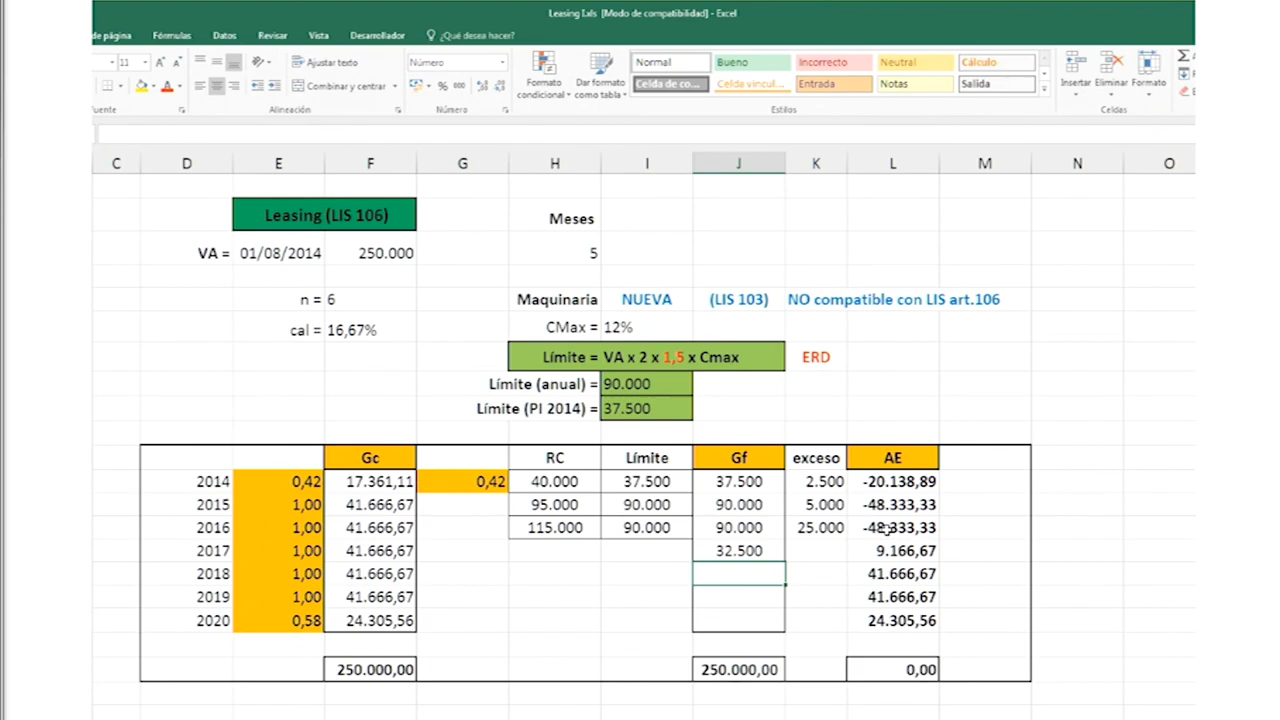 Leasing Lxls [Modo de compatibilidad] - Excel
de página Fórmulas Datos Revisar Vista Desarrollador ¿Qué desea hacer?
11 A A Ajustar texto Número Formato condicional Dar formato como tabla Normal Bueno Incorrecto Neutral Cálculo Insertar Eliminar Formato
Combinar y centrar % 000 Celda de co... Celda vincul... Entrada Notas Salida
uente Alineación Número Estilos Celdas
C D E F G H I J K L M N O
Leasing (LIS 106) Meses
VA = 01/08/2014 250.000 5
n = 6 Maquinaria NUEVA (LIS 103) NO compatible con LIS art.106
cal = 16,67% CMax = 12%
Límite = VA x 2 x 1,5 x Cmax ERD
Límite (anual) = 90.000
Límite (PI 2014) = 37.500
Gc RC Límite Gf exceso AE
2014 0,42 17.361,11 0,42 40.000 37.500 37.500 2.500 -20.138,89
2015 1,00 41.666,67 95.000 90.000 90.000 5.000 -48.333,33
2016 1,00 41.666,67 115.000 90.000 90.000 25.000 -48.333,33
2017 1,00 41.666,67 32.500 9.166,67
2018 1,00 41.666,67 41.666,67
2019 1,00 41.666,67 41.666,67
2020 0,58 24.305,56 24.305,56
250.000,00 250.000,00 0,00